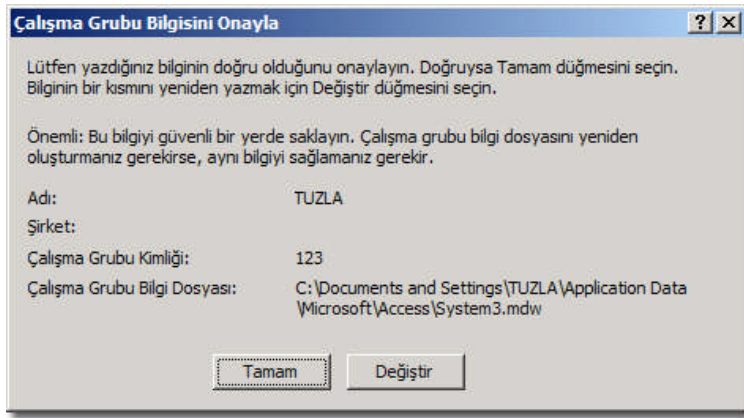 Çalışma Grubu Bilgisini Onayla
Lütfen yazdığınız bilginin doğru olduğunu onaylayın. Doğruysa Tamam düğmesini seçin.
Bilginin bir kısmını yeniden yazmak için Değiştir düğmesini seçin.
Önemli: Bu bilgiyi güvenli bir yerde saklayın. Çalışma grubu bilgi dosyasını yeniden
oluşturmanız gerekirse, aynı bilgiyi sağlamanız gerekir.
Adı: TUZLA
Şirket:
Çalışma Grubu Kimliği: 123
Çalışma Grubu Bilgi Dosyası: C:\Documents and Settings\TUZLA\Application Data
\Microsoft\Access\System3.mdw
Tamam Değiştir